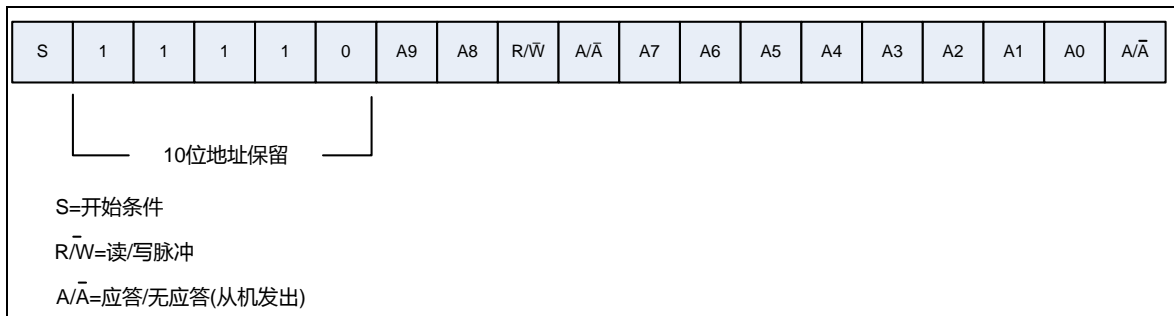 S 1 1 1 1 0 A9 A8 R/W̅ A/A̅ A7 A6 A5 A4 A3 A2 A1 A0 A/A̅
10位地址保留
S=开始条件
R/W̅=读/写脉冲
A/A̅=应答/无应答(从机发出)